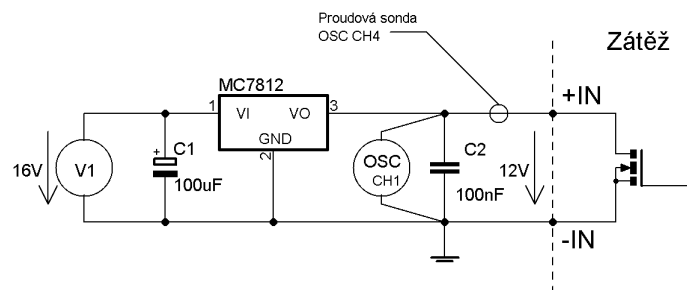 Proudová sonda
OSC CH4
Zátěž
MC7812
+IN
1
VI
VO
3
GND
2
16V
V1
+
C1
100uF
OSC
CH1
C2
100nF
12V
-IN